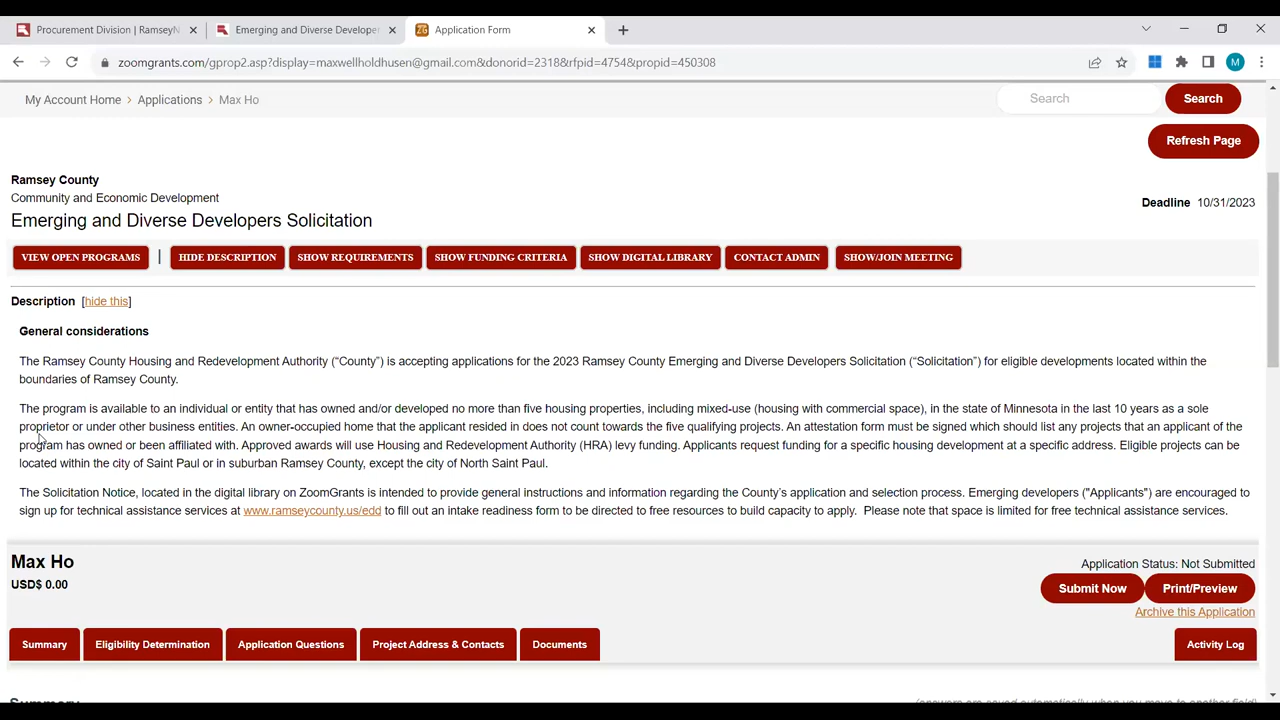 Procurement Division | RamseyN
Emerging and Diverse Develope
Application Form
zoomgrants.com/gprop2.asp?display=maxwellholdhusen@gmailcom&donorid=2318&rfpid=4754&propid=450308
M
My Account Home > Applications > Max Ho
Search
Search
Refresh Page
Ramsey County
Community and Economic Development
Deadline 10/31/2023
Emerging and Diverse Developers Solicitation
VIEW OPEN PROGRAMS | HIDE DESCRIPTION SHOW REQUIREMENTS SHOW FUNDING CRITERIA SHOW DIGITAL LIBRARY CONTACT ADMIN SHOW/JOIN MEETING
Description [hide this]
General considerations
The Ramsey County Housing and Redevelopment Authority (“County”) is accepting applications for the 2023 Ramsey County Emerging and Diverse Developers Solicitation (“Solicitation”) for eligible developments located within the
boundaries of Ramsey County.
The program is available to an individual or entity that has owned and/or developed no more than five housing properties, including mixed-use (housing with commercial space), in the state of Minnesota in the last 10 years as a sole
proprietor or under other business entities. An owner-occupied home that the applicant resided in does not count towards the five qualifying projects. An attestation form must be signed which should list any projects that an applicant of the
program has owned or been affiliated with. Approved awards will use Housing and Redevelopment Authority (HRA) levy funding. Applicants request funding for a specific housing development at a specific address. Eligible projects can be
located within the city of Saint Paul or in suburban Ramsey County, except the city of North Saint Paul.
The Solicitation Notice, located in the digital library on ZoomGrants is intended to provide general instructions and information regarding the County’s application and selection process. Emerging developers ("Applicants") are encouraged to
sign up for technical assistance services at www.ramseycounty.us/edd to fill out an intake readiness form to be directed to free resources to build capacity to apply. Please note that space is limited for free technical assistance services.
Max Ho
Application Status: Not Submitted
USD$ 0.00
Submit Now Print/Preview
Archive this Application
Summary Eligibility Determination Application Questions Project Address & Contacts Documents Activity Log
Summary (answers are saved automatically when you move to another field)